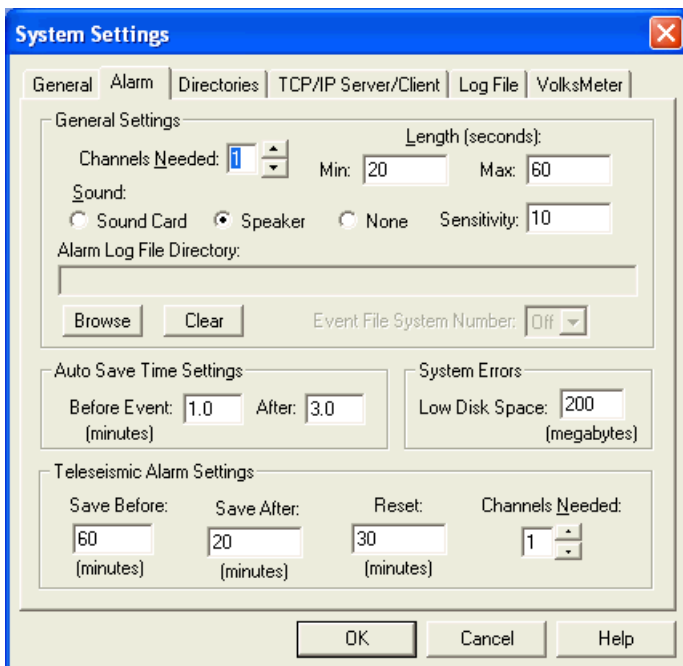 System Settings
General Alarm Directories TCP/IP Server/Client Log File VolksMeter
General Settings
Length (seconds):
Channels Needed: 1
Min: 20 Max: 60
Sound:
Sound Card Speaker None Sensitivity: 10
Alarm Log File Directory:
Browse Clear Event File System Number: Off
Auto Save Time Settings
Before Event: 1.0 After: 3.0
(minutes)
System Errors
Low Disk Space: 200
(megabytes)
Teleseismic Alarm Settings
Save Before: Save After: Reset: Channels Needed:
60 20 30 1
(minutes) (minutes) (minutes)
OK Cancel Help